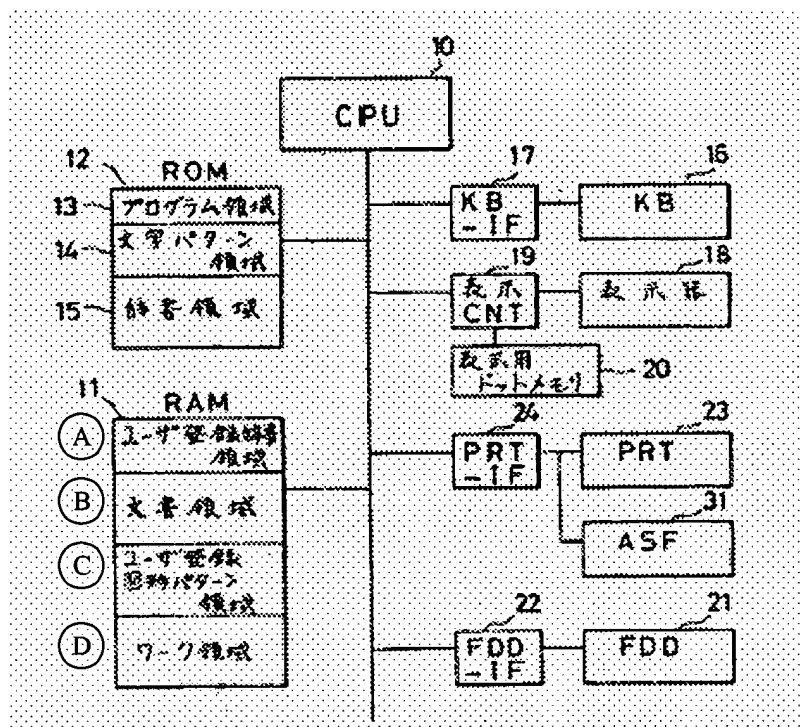 10
CPU
12
ROM
13
プログラム領域
14
文字パターン
領域
15
辞書領域
11
RAM
A
ユーザ登録辞書
領域
B
文書領域
C
ユーザ登録
図形パターン
領域
D
ワーク領域
17
KB
-IF
16
KB
19
表示
CNT
18
表示器
表示用
ドットメモリ
20
24
PRT
-IF
23
PRT
31
ASF
22
FDD
-IF
21
FDD